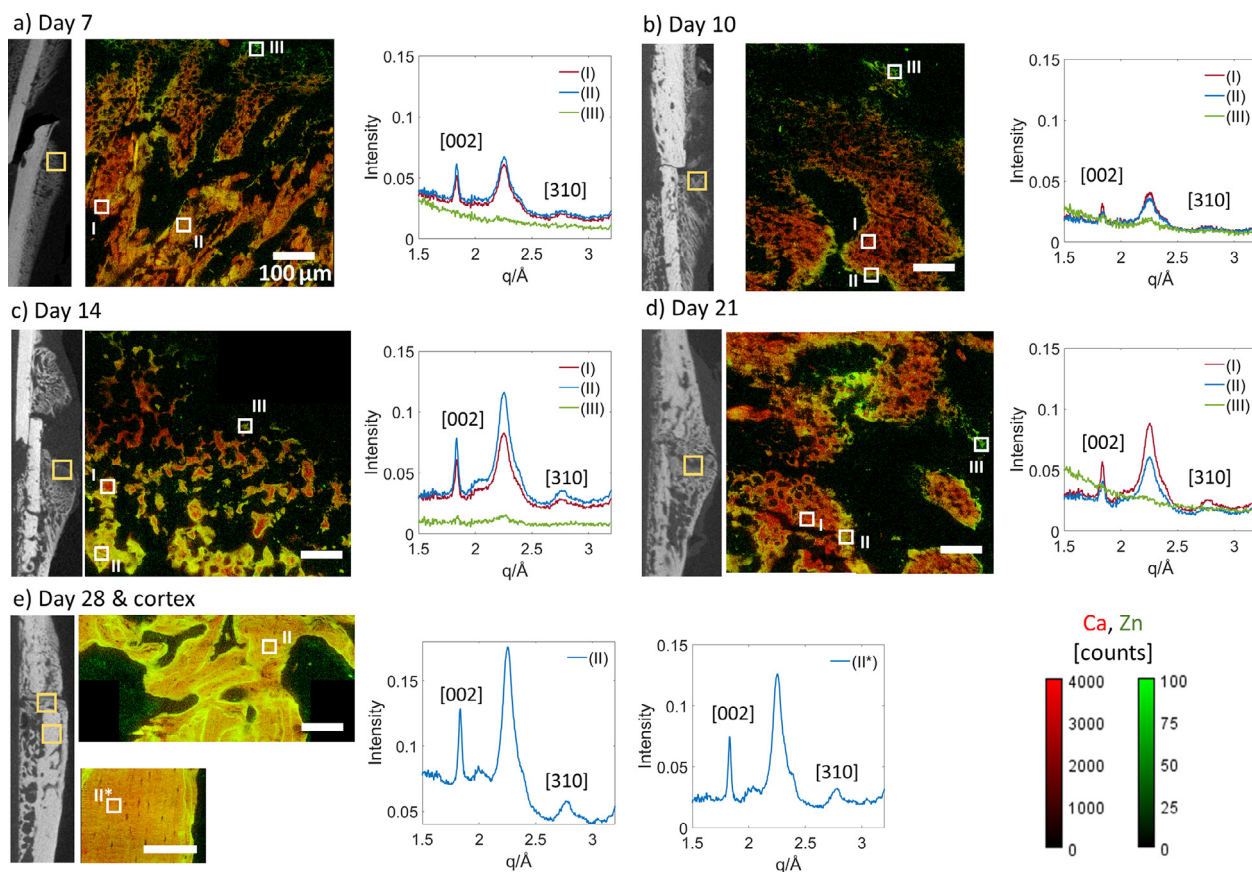 a) Day 7
III
I
II
100 μm
0.15
0.1
0.05
0
Intensity
(I)
(II)
(III)
[002]
[310]
1.5 2 2.5 3
q/Å
b) Day 10
III
I
II
0.15
0.1
0.05
0
Intensity
(I)
(II)
(III)
[002]
[310]
1.5 2 2.5 3
q/Å
c) Day 14
III
I
II
0.15
0.1
0.05
0
Intensity
(I)
(II)
(III)
[002]
[310]
1.5 2 2.5 3
q/Å
d) Day 21
III
I
II
0.15
0.1
0.05
0
Intensity
(I)
(II)
(III)
[002]
[310]
1.5 2 2.5 3
q/Å
e) Day 28 & cortex
II
II*
0.15
0.1
0.05
Intensity
(II)
[002]
[310]
1.5 2 2.5 3
q/Å
0.15
0.1
0.05
0
Intensity
(II*)
[002]
[310]
1.5 2 2.5 3
q/Å
Ca, Zn
[counts]
4000 100
3000 75
2000 50
1000 25
0 0